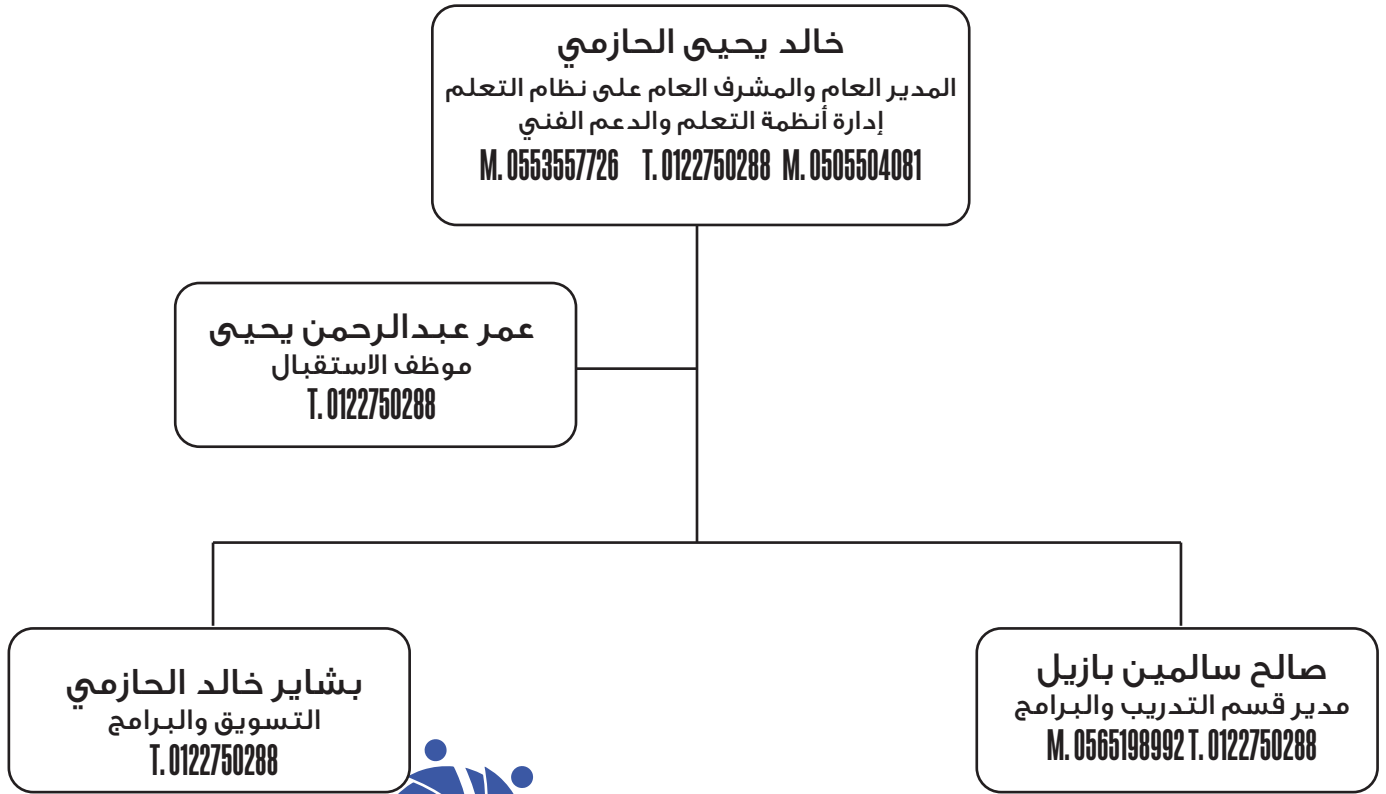 خالد يحيى الحازمي
المدير العام والمشرف العام على نظام التعلم
إدارة أنظمة التعلم والدعم الفني
M. 0553557726 T. 0122750288 M. 0505504081
عمر عبدالرحمن يحيى
موظف الاستقبال
T. 0122750288
صالح سالمين بازيل
مدير قسم التدريب والبرامج
M. 0565198992 T. 0122750288
بشاير خالد الحازمي
التسويق والبرامج
T. 0122750288